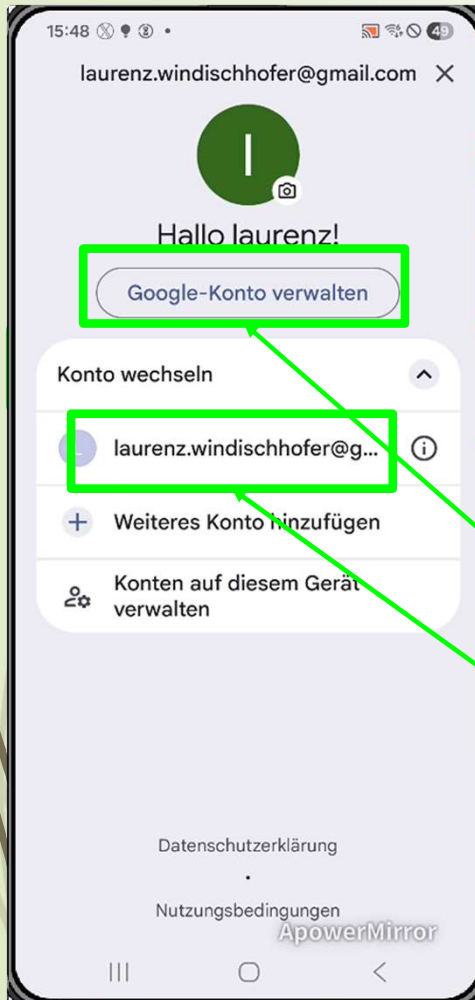 15:48
49
laurenz.windischhofer@gmail.com
l
Hallo laurenz!
Google-Konto verwalten
Konto wechseln
laurenz.windischhofer@g...
Weiteres Konto hinzufügen
Konten auf diesem Gerät
verwalten
Datenschutzerklärung
Nutzungsbedingungen
ApowerMirror